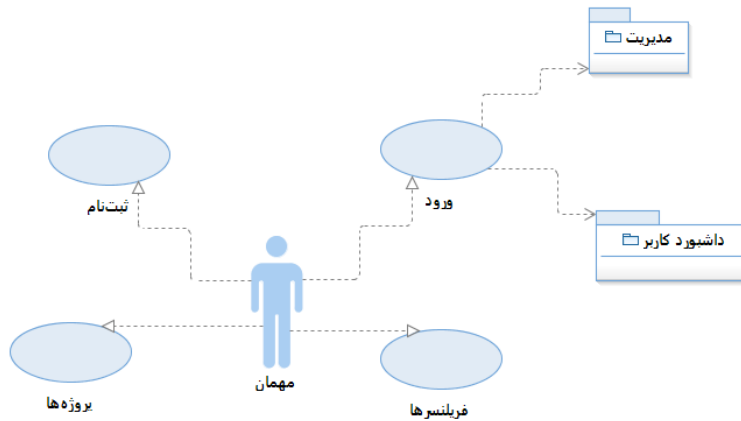 مدیریت
ثبت‌نام
ورود
داشبورد کاربر
مهمان
پروژه‌ها
فریلنسرها